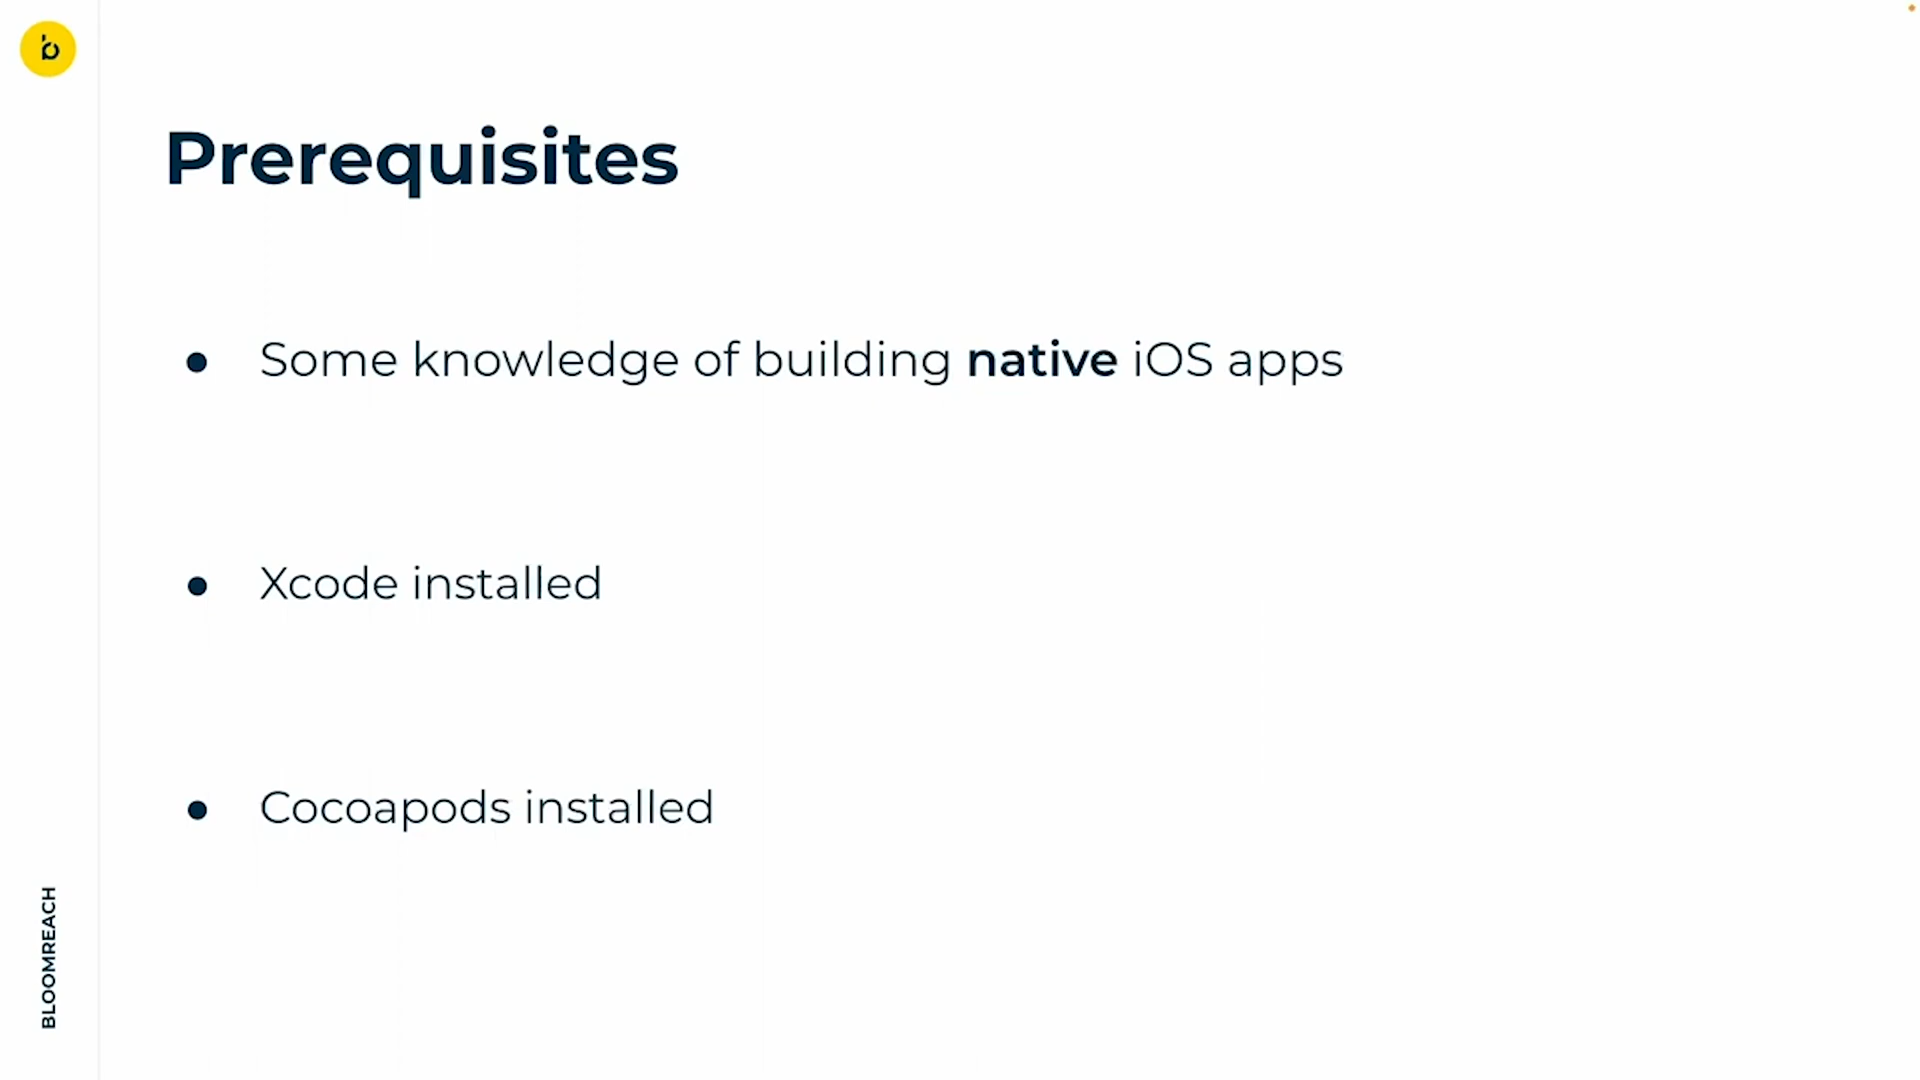 Prerequisites
● Some knowledge of building native iOS apps
● Xcode installed
● Cocoapods installed
BLOOMREACH